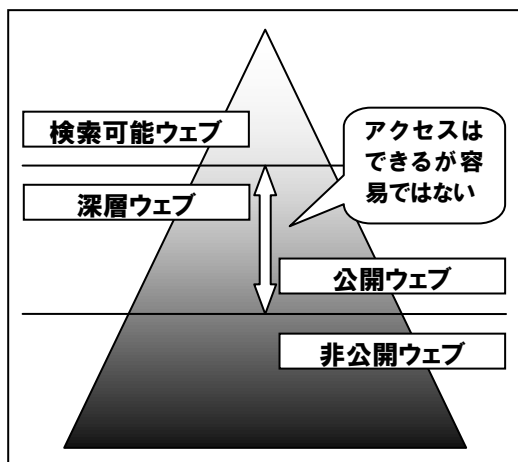 検索可能ウェブ
アクセスは
できるが容
易ではない
深層ウェブ
公開ウェブ
非公開ウェブ